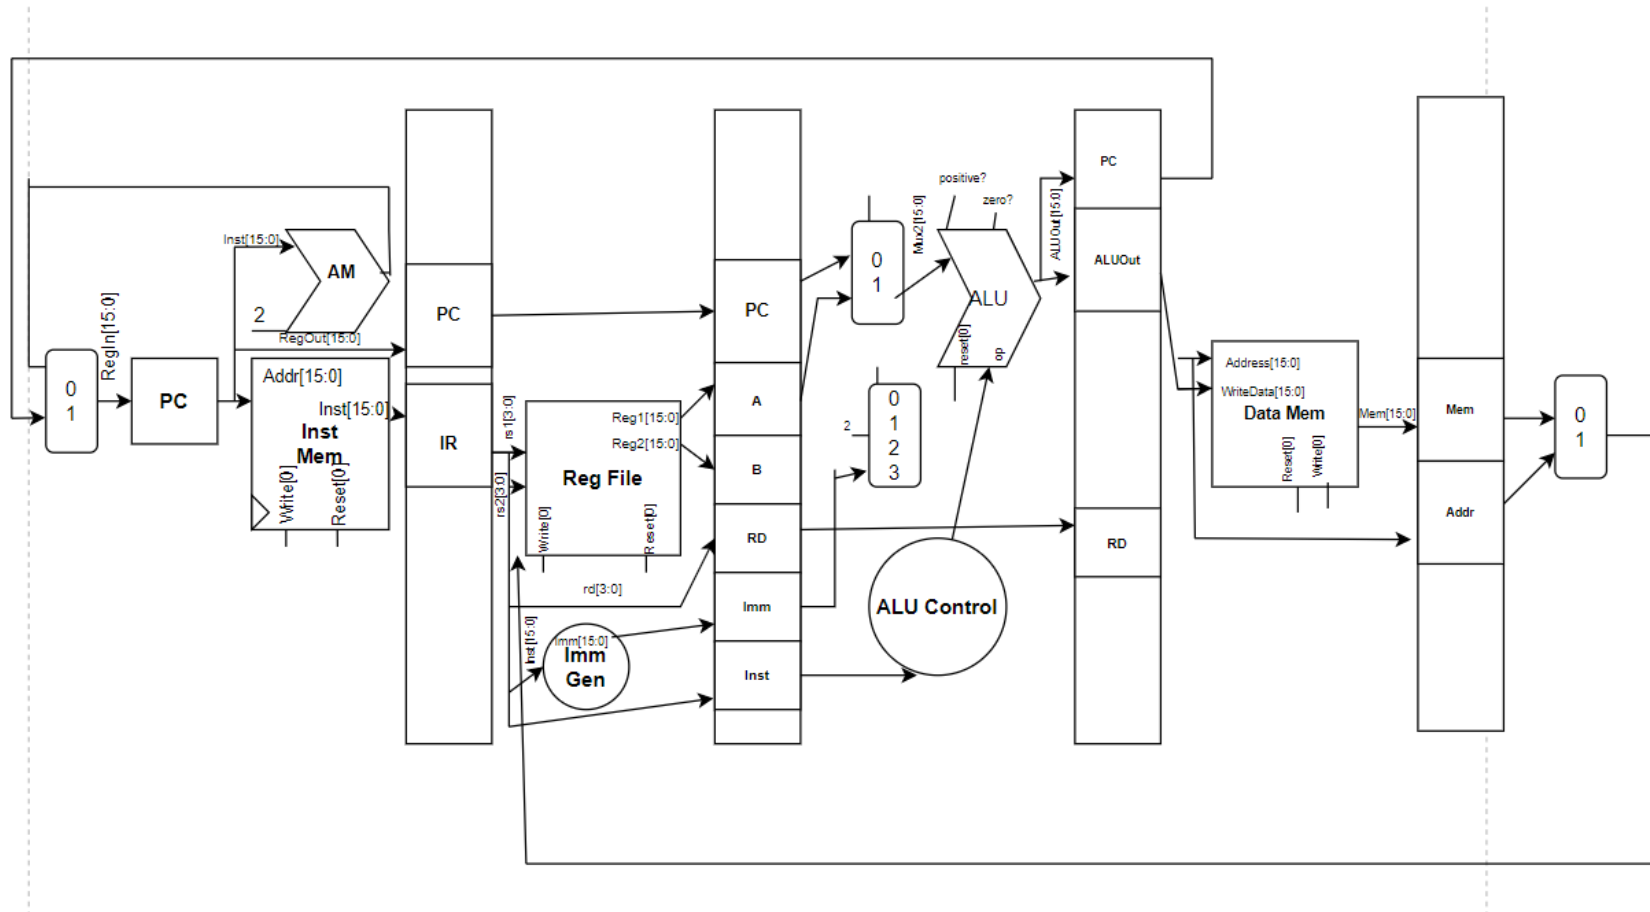 0
1
RegIn[15:0]
PC
Inst[15:0]
AM
2
RegOut[15:0]
Addr[15:0]
Inst[15:0]
Inst
Mem
Write[0]
Reset[0]
PC
IR
rs1[3:0]
rs2[3:0]
Reg1[15:0]
Reg2[15:0]
Reg File
Write[0]
Reset[0]
rd[3:0]
Inst[15:0]
Imm[15:0]
Imm
Gen
PC
A
B
RD
Imm
Inst
0
1
Mux2[15:0]
positive?
zero?
ALU
reset[0]
op
2
0
1
2
3
ALU Control
ALUOut[15:0]
PC
ALUOut
RD
Address[15:0]
WriteData[15:0]
Data Mem
Reset[0]
Write[0]
Mem[15:0]
Mem
Addr
0
1